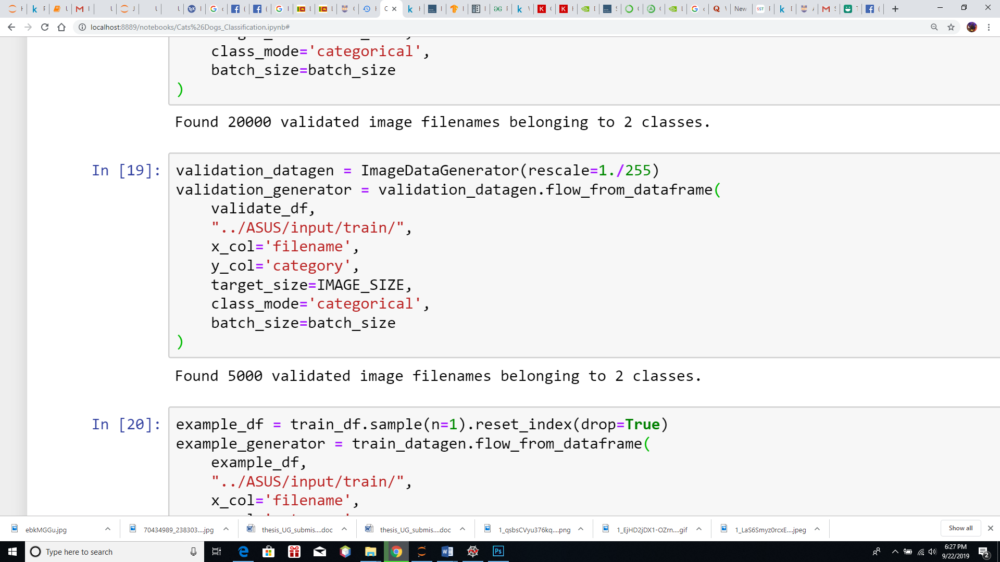 localhost:8889/notebooks/Cats%26Dogs_Classification.ipynb#
class_mode='categorical',
batch_size=batch_size
)
Found 20000 validated image filenames belonging to 2 classes.
In [19]:
validation_datagen = ImageDataGenerator(rescale=1./255)
validation_generator = validation_datagen.flow_from_dataframe(
validate_df,
"../ASUS/input/train/",
x_col='filename',
y_col='category',
target_size=IMAGE_SIZE,
class_mode='categorical',
batch_size=batch_size
)
Found 5000 validated image filenames belonging to 2 classes.
In [20]:
example_df = train_df.sample(n=1).reset_index(drop=True)
example_generator = train_datagen.flow_from_dataframe(
example_df,
"../ASUS/input/train/",
x_col='filename',
ebkMGGu.jpg
70434989_238303....jpg
thesis_UG_submis....doc
thesis_UG_submis....doc
1_qsbsCVyu376kq....png
1_EjHD2jDX1-OZrn....gif
1_LaS6Smyz0rcxE....jpeg
Show all
Type here to search
6:27 PM
9/22/2019
2